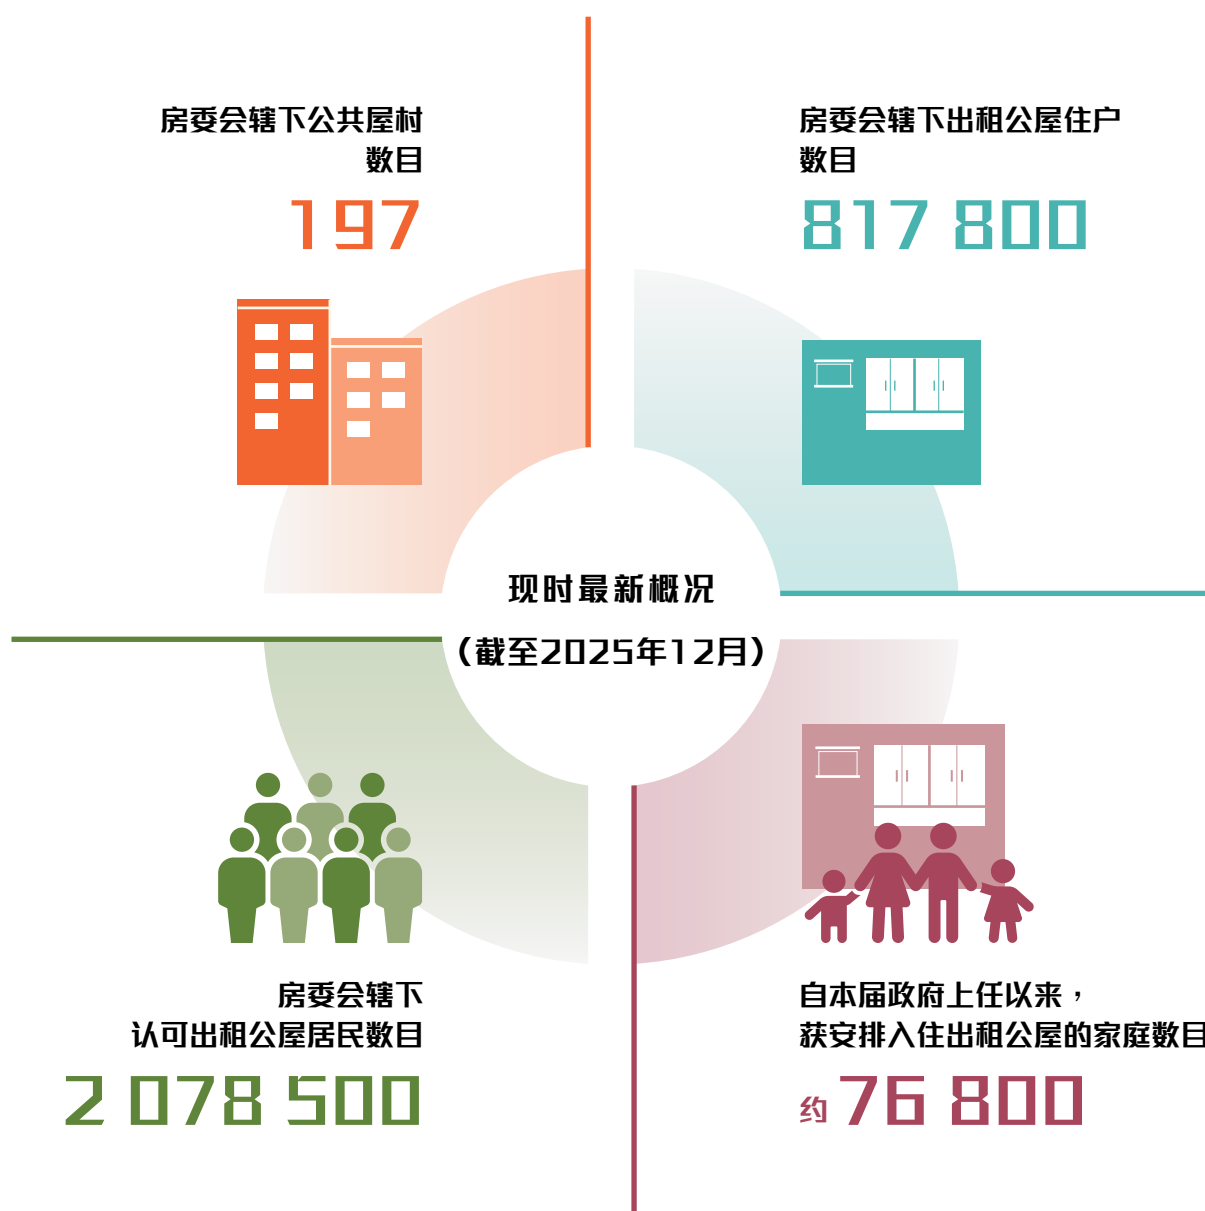 房委会辖下公共屋村
数目
197
房委会辖下出租公屋住户
数目
817 800
现时最新概况
（截至2025年12月）
房委会辖下
认可出租公屋居民数目
2 078 500
自本届政府上任以来，
获安排入住出租公屋的家庭数目
约 76 800